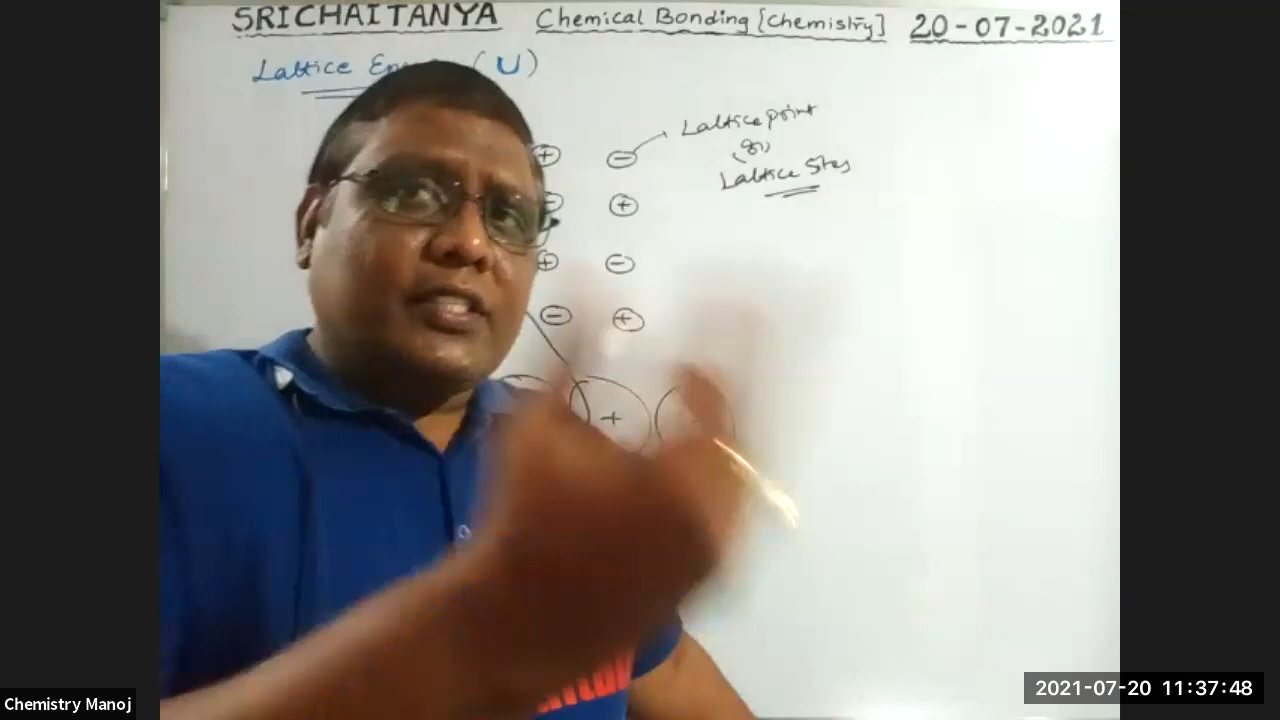 SRICHAITANYA Chemical Bonding [Chemistry] 20-07-2021
Lattice (U)
+ -
Lattice point
(or)
Lattice Sites
- +
+ -
- +
+
Chemistry Manoj
2021-07-20 11:37:48